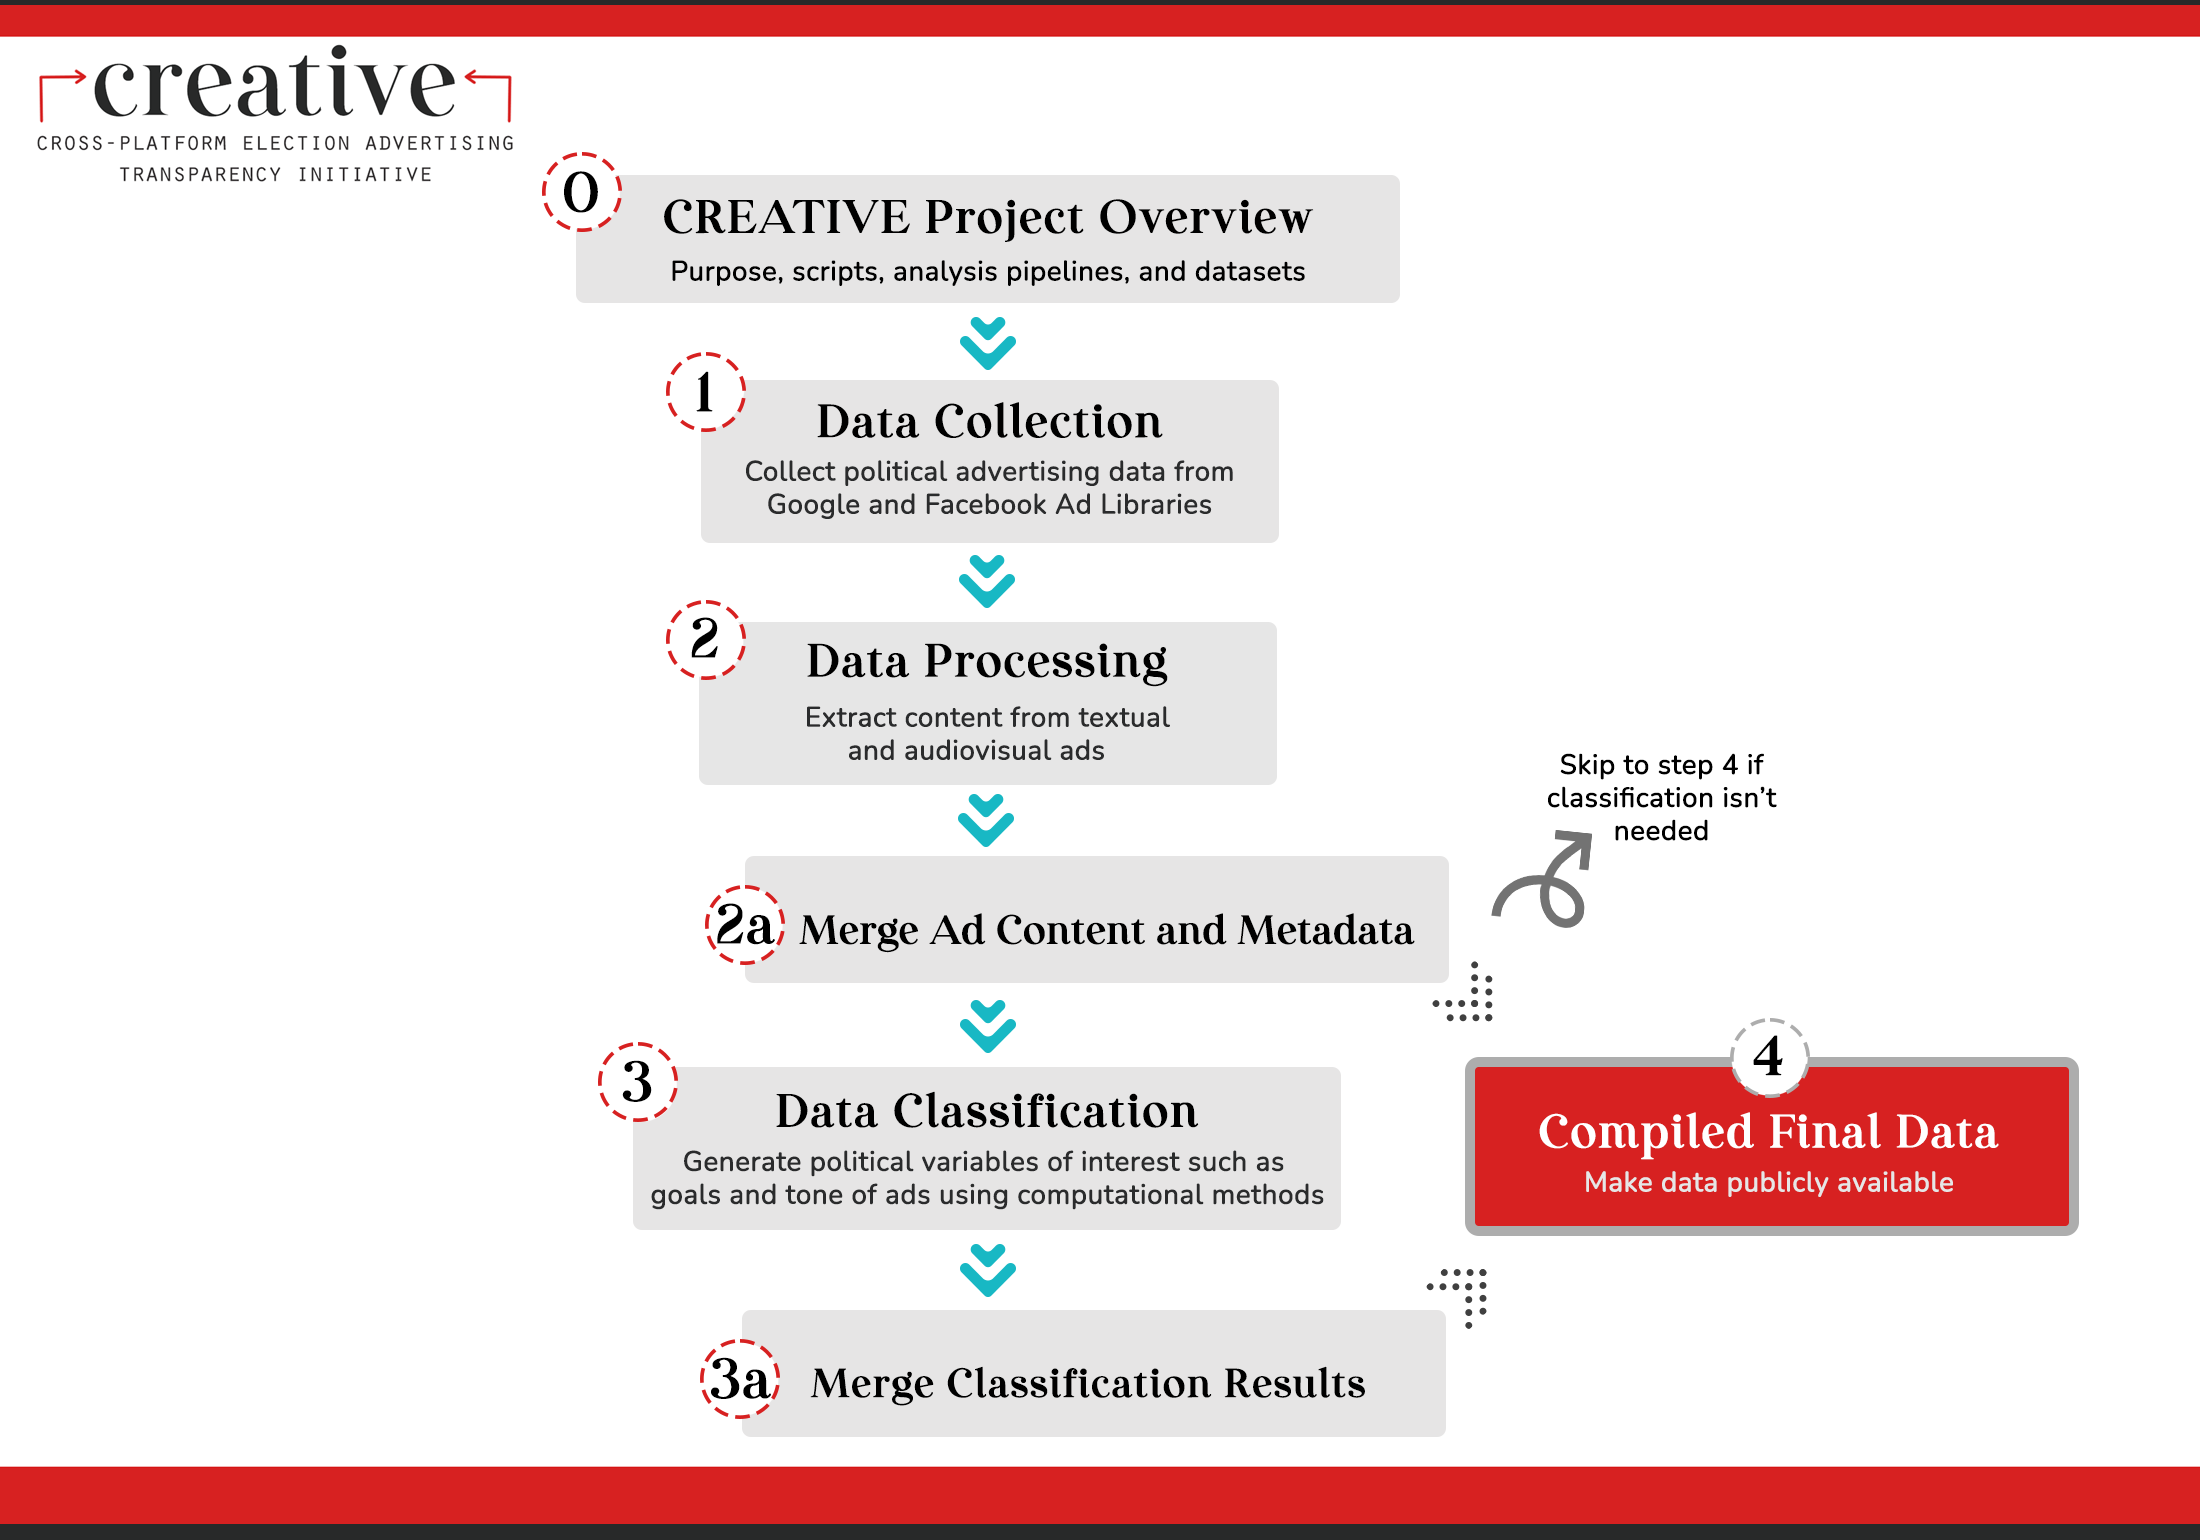 creative
CROSS-PLATFORM ELECTION ADVERTISING
TRANSPARENCY INITIATIVE
0
CREATIVE Project Overview
Purpose, scripts, analysis pipelines, and datasets
1
Data Collection
Collect political advertising data from
Google and Facebook Ad Libraries
2
Data Processing
Extract content from textual
and audiovisual ads
2a
Merge Ad Content and Metadata
Skip to step 4 if
classification isn’t
needed
3
Data Classification
Generate political variables of interest such as
goals and tone of ads using computational methods
3a
Merge Classification Results
4
Compiled Final Data
Make data publicly available